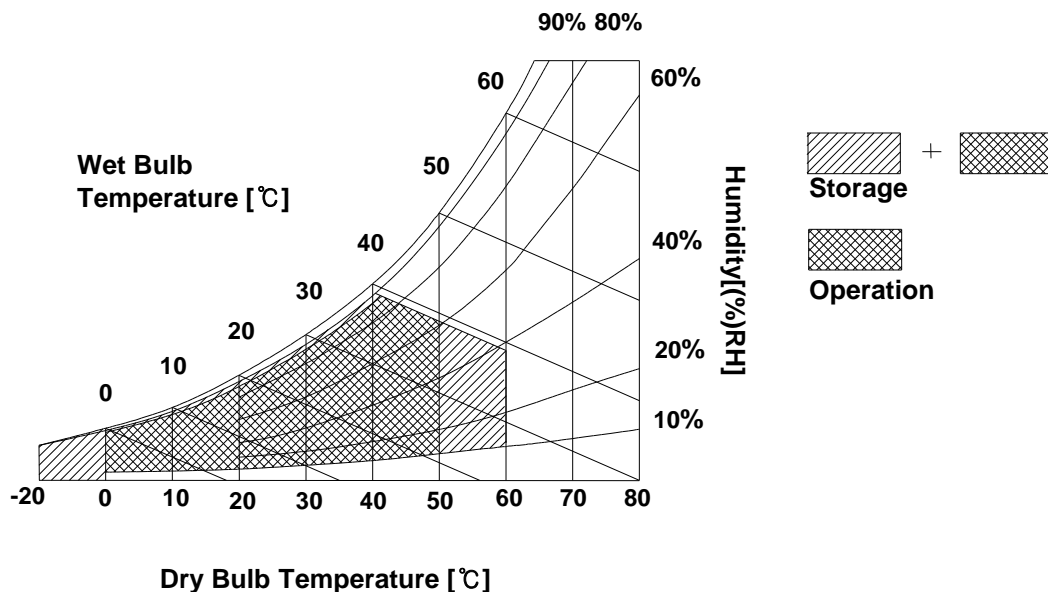 90% 80%
60
60%
50
Wet Bulb
Temperature [℃]
40
40%
30
20
20%
10
10%
0
Humidity[(%)RH]
+
Storage
Operation
-20 0 10 20 30 40 50 60 70 80
Dry Bulb Temperature [℃]